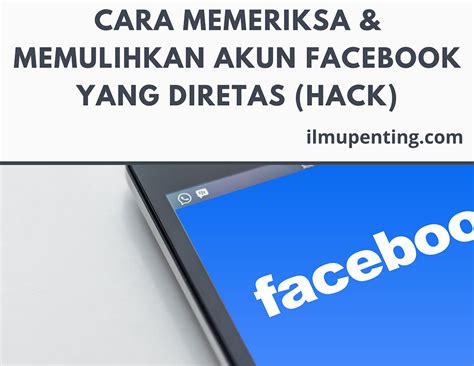 CARA MEMERIKSA &
MEMULIHKAN AKUN FACEBOOK
YANG DIRETAS (HACK)
ilmupenting.com
faceboo